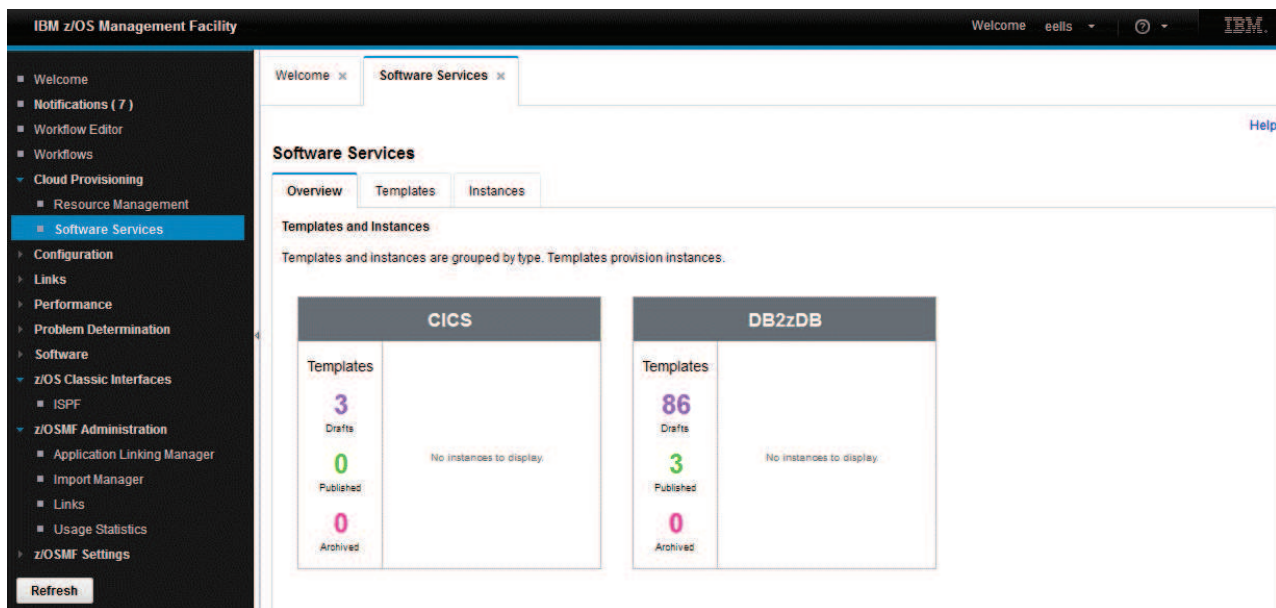 IBM z/OS Management Facility
Welcome eells
IBM.
Welcome
Notifications ( 7 )
Workflow Editor
Workflows
Cloud Provisioning
Resource Management
Software Services
Configuration
Links
Performance
Problem Determination
Software
z/OS Classic Interfaces
ISPF
z/OSMF Administration
Application Linking Manager
Import Manager
Links
Usage Statistics
z/OSMF Settings
Refresh
Welcome
Software Services
Help
Software Services
Overview
Templates
Instances
Templates and Instances
Templates and instances are grouped by type. Templates provision instances.
CICS
Templates
3
Drafts
0
Published
0
Archived
No instances to display.
DB2zDB
Templates
86
Drafts
3
Published
0
Archived
No instances to display.